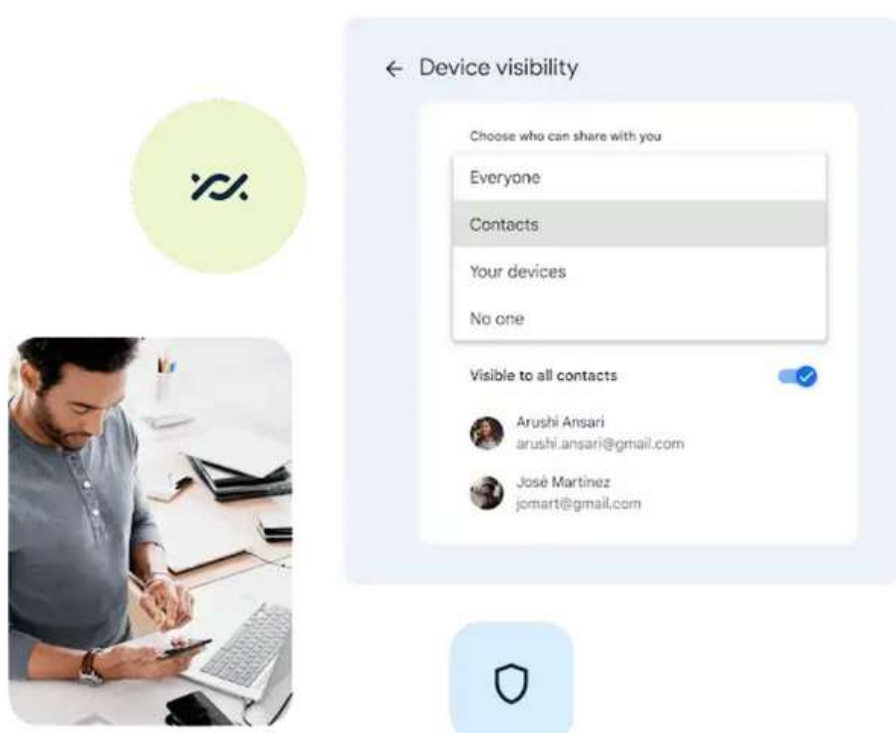 Device visibility
Choose who can share with you
Everyone
Contacts
Your devices
No one
Visible to all contacts
Arushi Ansari
arushi.ansari@gmail.com
José Martinez
jomart@gmail.com